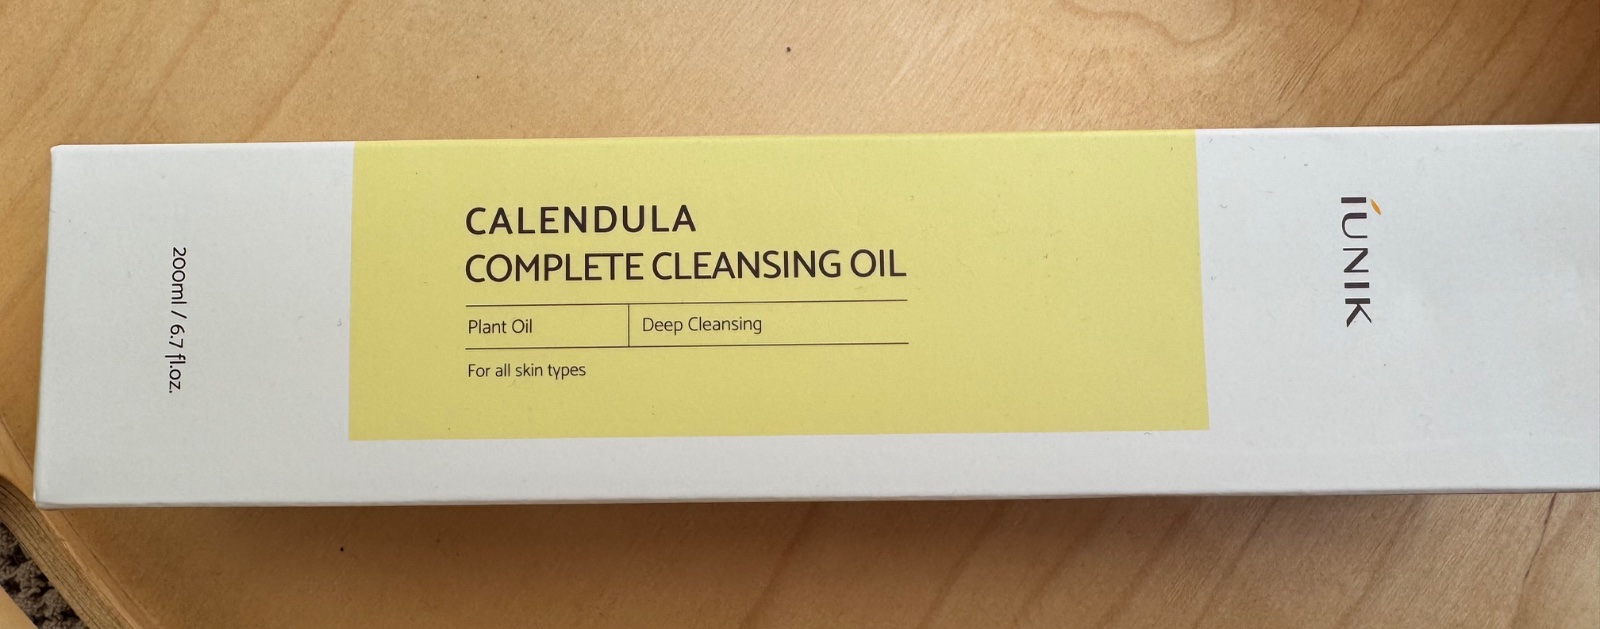 CALENDULA
COMPLETE CLEANSING OIL
Plant Oil
Deep Cleansing
For all skin types
200ml / 6.7 fl.oz.
IUNIK